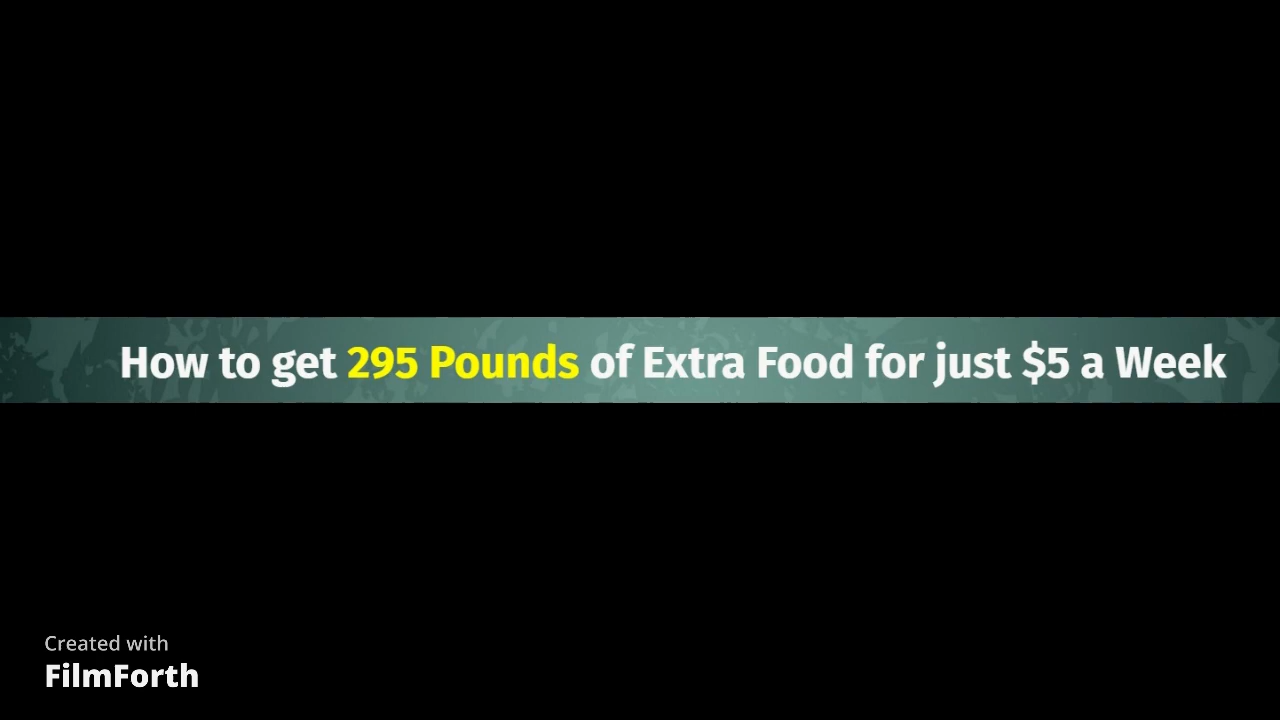 How to get 295 Pounds of Extra Food for just $5 a Week
Created with
FilmForth